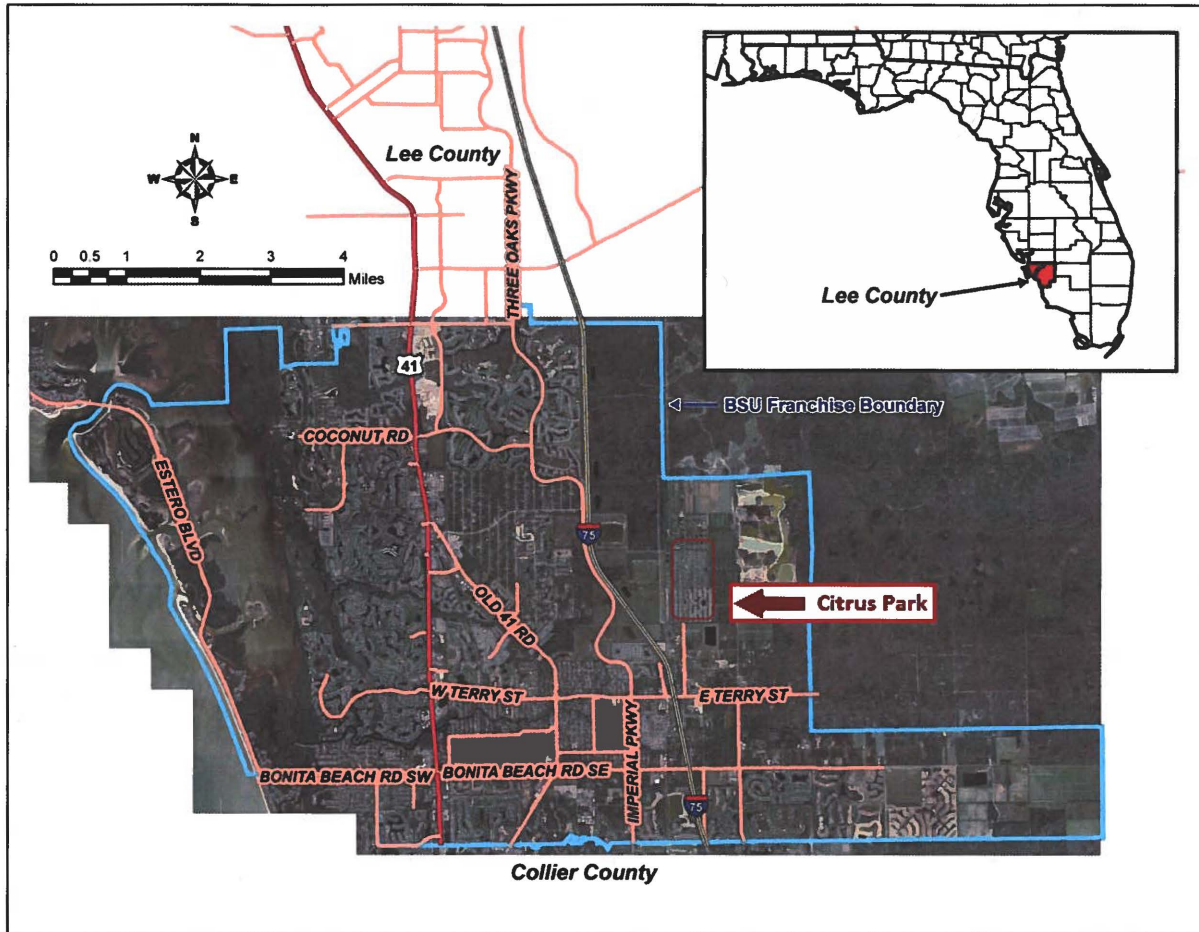 Lee County
N
W E
S
0 0.5 1 2 3 4
Miles
THREE OAKS PKWY
Lee County
41
BSU Franchise Boundary
COCONUT RD
ESTERO BLVD
75
OLD 41 RD
Citrus Park
W TERRY ST
E TERRY ST
IMPERIAL PKWY
BONITA BEACH RD SW
BONITA BEACH RD SE
75
Collier County